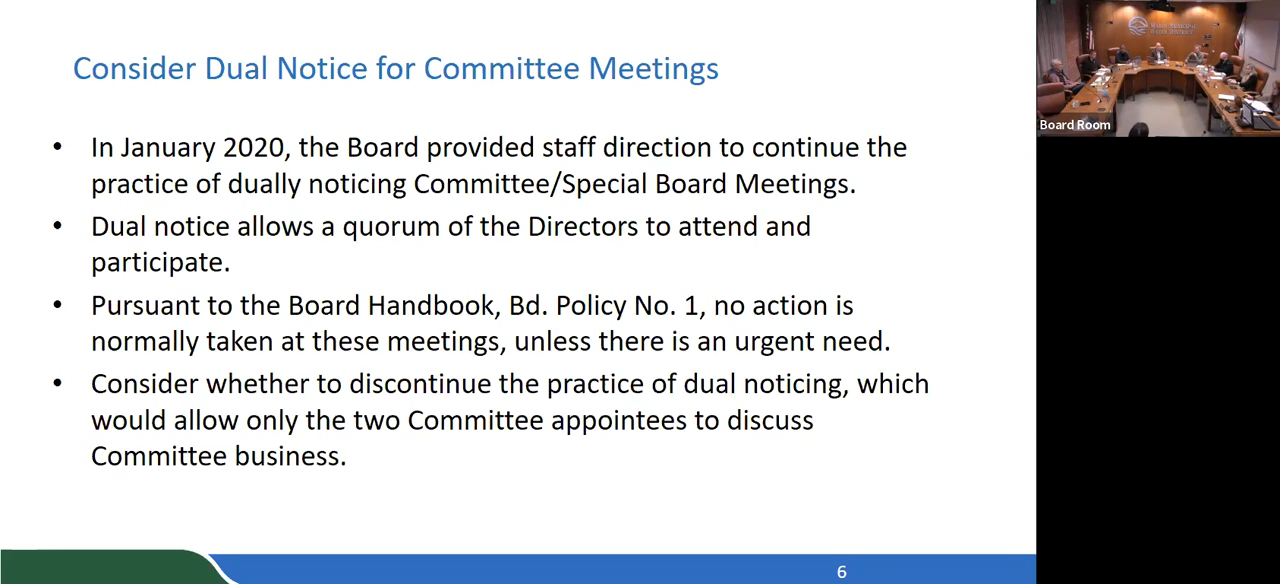 Consider Dual Notice for Committee Meetings
• In January 2020, the Board provided staff direction to continue the
practice of dually noticing Committee/Special Board Meetings.
• Dual notice allows a quorum of the Directors to attend and
participate.
• Pursuant to the Board Handbook, Bd. Policy No. 1, no action is
normally taken at these meetings, unless there is an urgent need.
• Consider whether to discontinue the practice of dual noticing, which
would allow only the two Committee appointees to discuss
Committee business.
6
Board Room